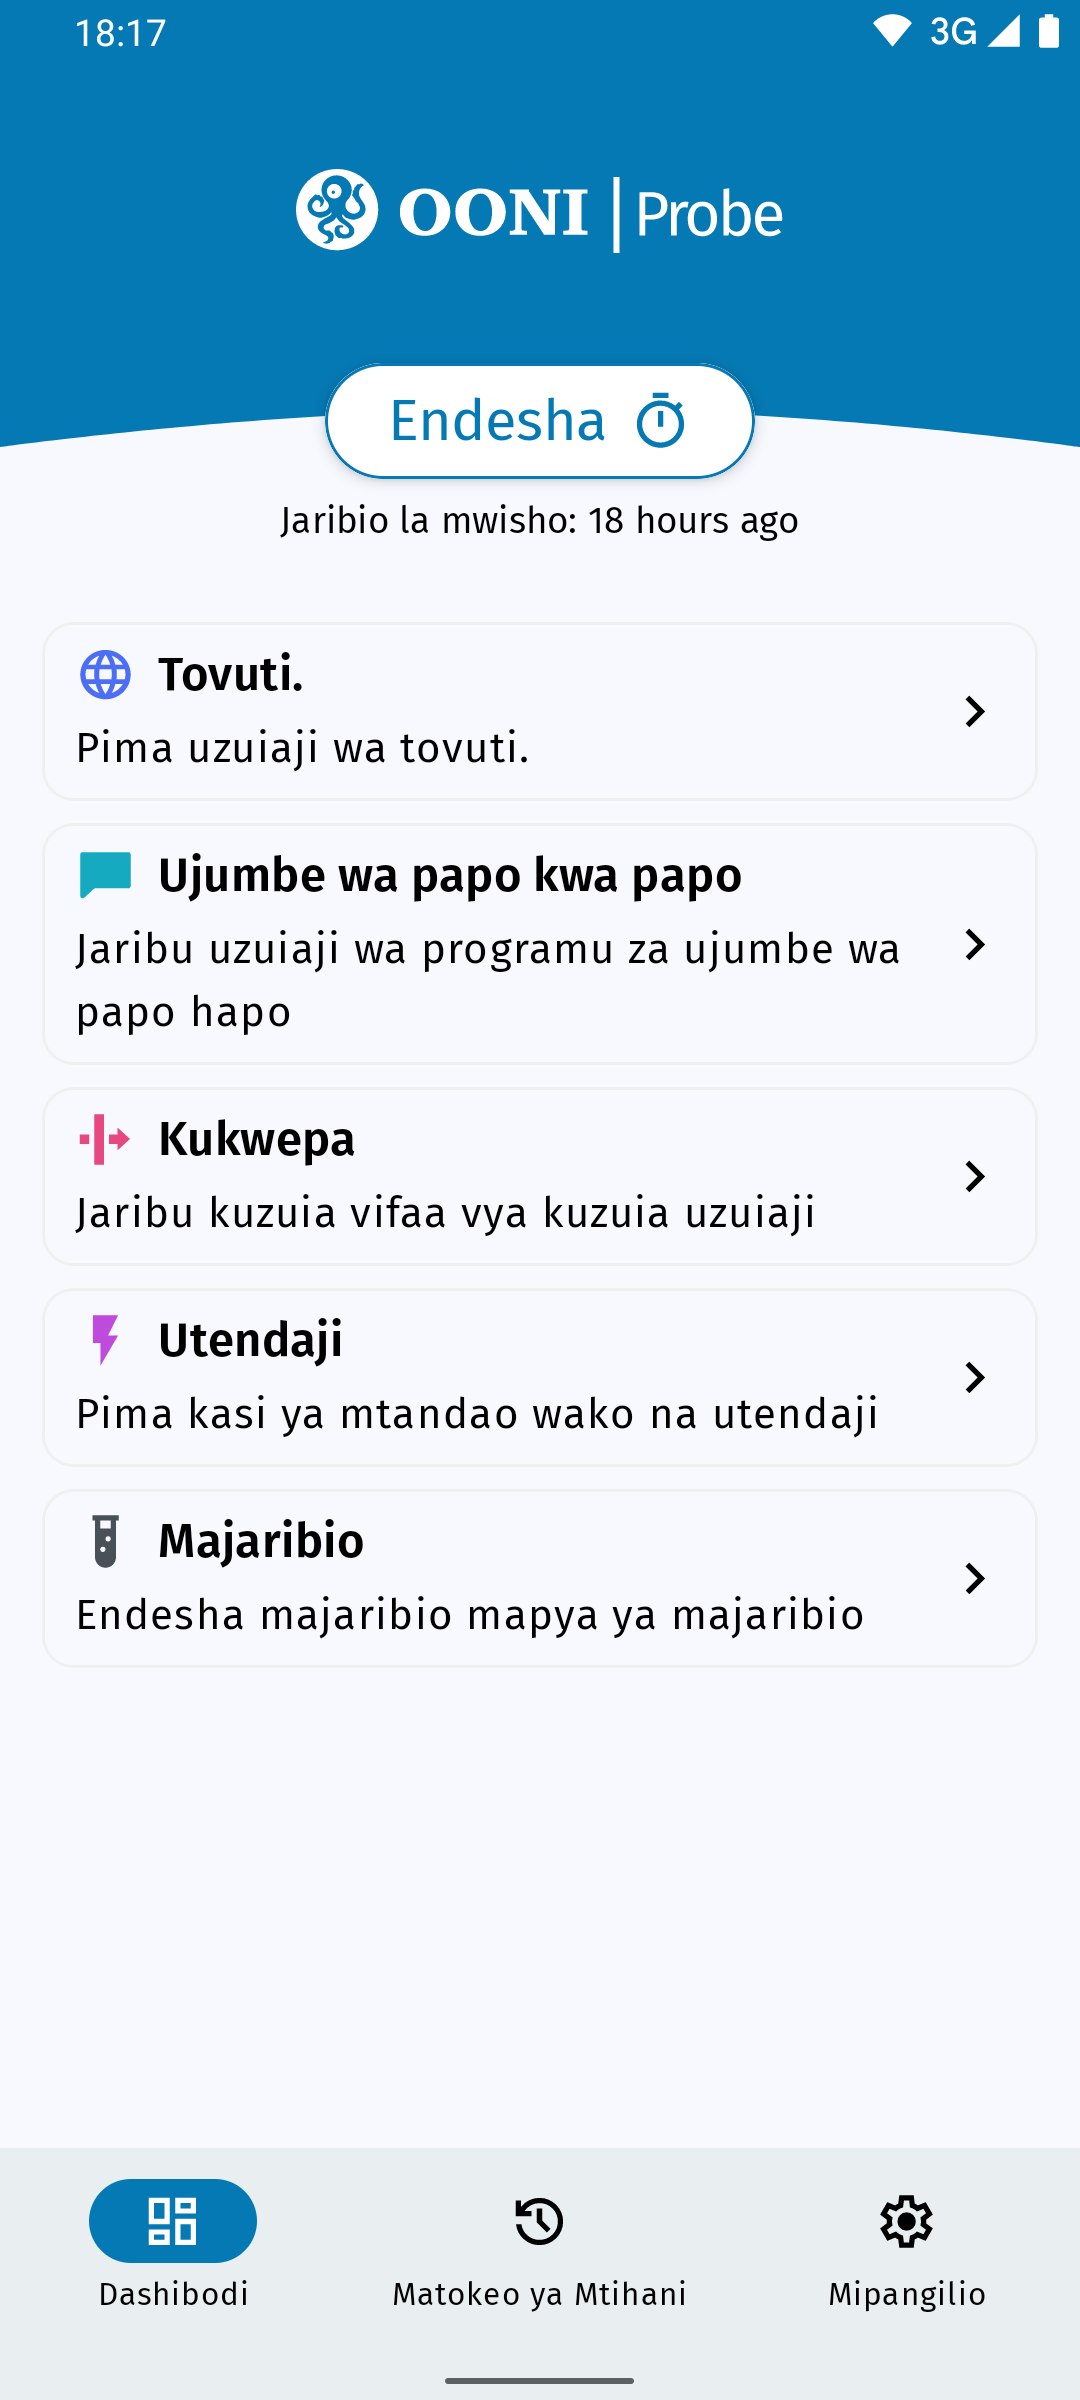 18:17
3G
OONI | Probe
Endesha
Jaribio la mwisho: 18 hours ago
Tovuti.
Pima uzuiaji wa tovuti.
Ujumbe wa papo kwa papo
Jaribu uzuiaji wa programu za ujumbe wa
papo hapo
Kukwepa
Jaribu kuzuia vifaa vya kuzuia uzuiaji
Utendaji
Pima kasi ya mtandao wako na utendaji
Majaribio
Endesha majaribio mapya ya majaribio
Dashibodi
Matokeo ya Mtihani
Mipangilio